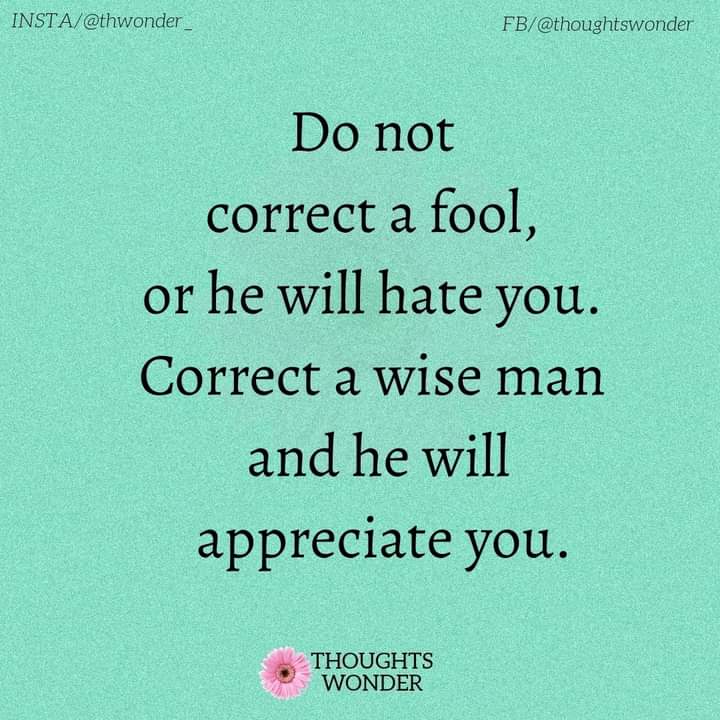 INSTA/@thwonder_
FB/@thoughtswonder
Do not
correct a fool,
or he will hate you.
Correct a wise man
and he will
appreciate you.
THOUGHTS
WONDER